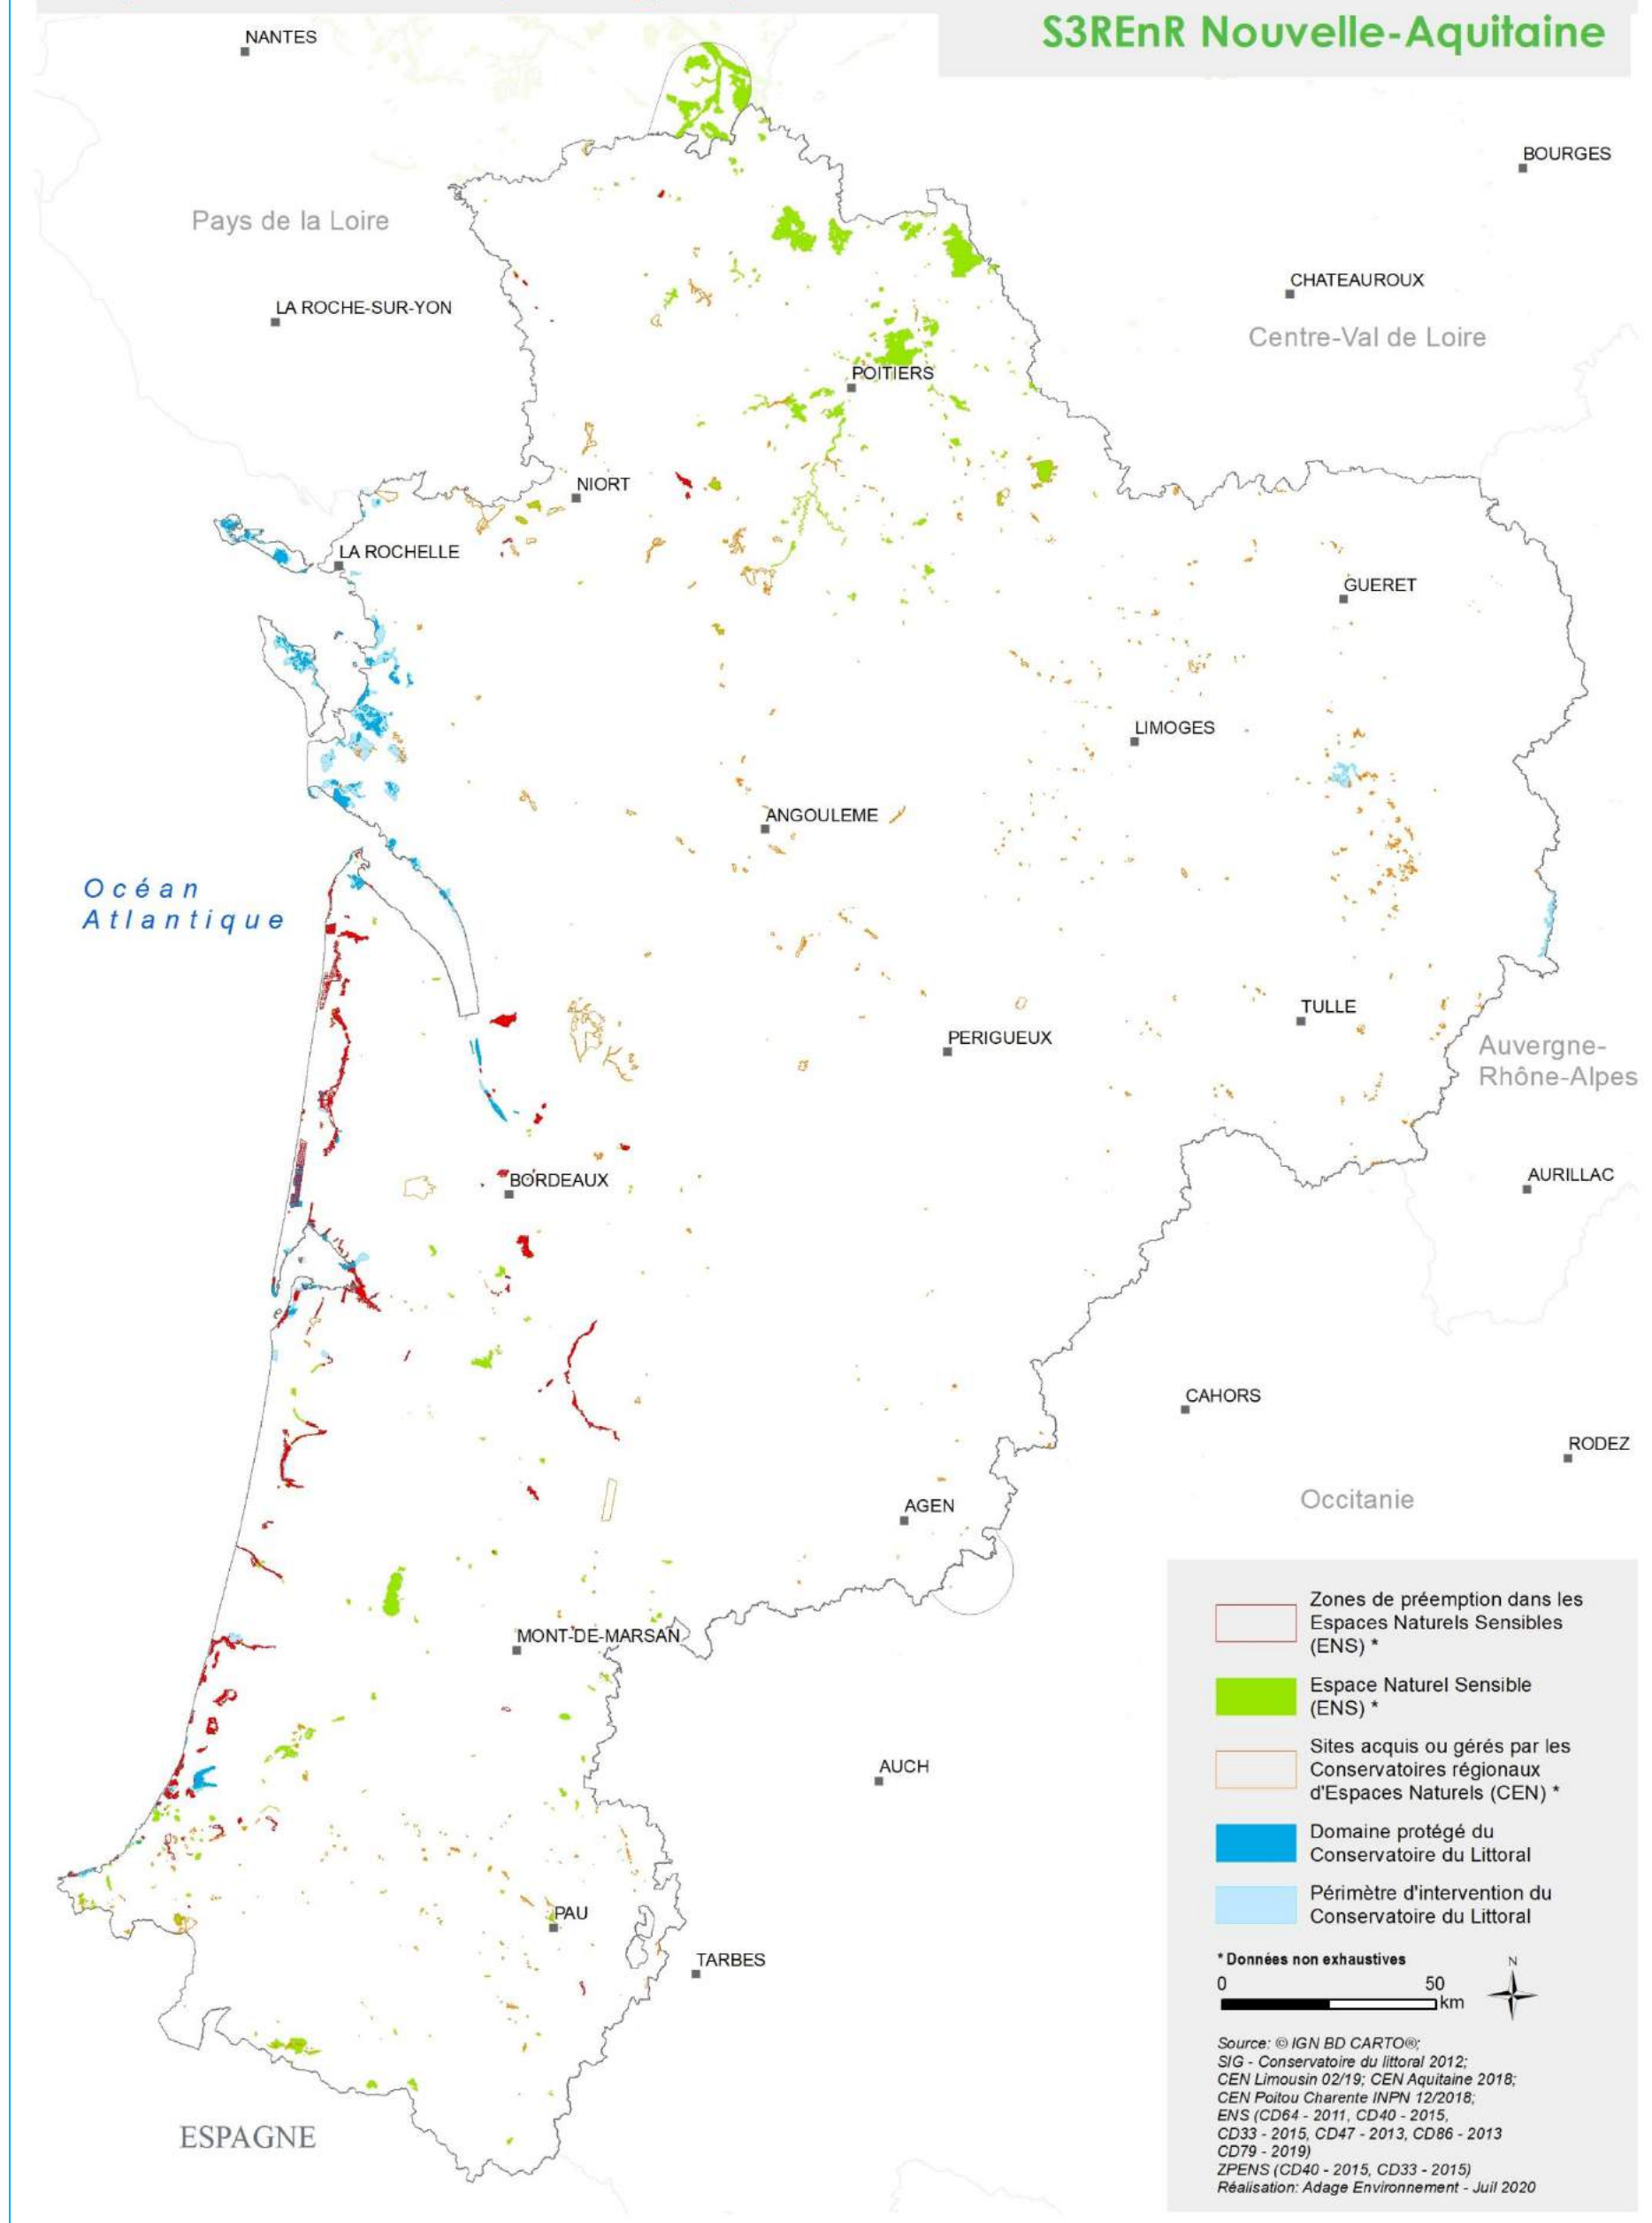 S3REnR Nouvelle-Aquitaine
NANTES
BOURGES
Pays de la Loire
CHATEAUROUX
LA ROCHE-SUR-YON
Centre-Val de Loire
POITIERS
NIORT
LA ROCHELLE
GUERET
LIMOGES
ANGOULEME
Océan
Atlantique
TULLE
PERIGUEUX
Auvergne-
Rhône-Alpes
BORDEAUX
AURILLAC
CAHORS
RODEZ
AGEN
Occitanie
MONT-DE-MARSAN
AUCH
PAU
TARBES
ESPAGNE
Zones de préemption dans les
Espaces Naturels Sensibles
(ENS) *
Espace Naturel Sensible
(ENS) *
Sites acquis ou gérés par les
Conservatoires régionaux
d'Espaces Naturels (CEN) *
Domaine protégé du
Conservatoire du Littoral
Périmètre d'intervention du
Conservatoire du Littoral
* Données non exhaustives
0 50
km
N
Source: © IGN BD CARTO®;
SIG - Conservatoire du littoral 2012;
CEN Limousin 02/19; CEN Aquitaine 2018;
CEN Poitou Charente INPN 12/2018;
ENS (CD64 - 2011, CD40 - 2015,
CD33 - 2015, CD47 - 2013, CD86 - 2013
CD79 - 2019)
ZPENS (CD40 - 2015, CD33 - 2015)
Réalisation: Adage Environnement - Juil 2020